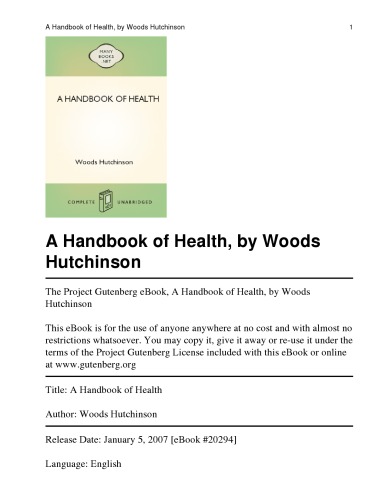 A Handbook of Health, by Woods Hutchinson 1
MANY
BOOKS
NET
A HANDBOOK OF HEALTH
Woods Hutchinson
COMPLETE UNABRIDGED
A Handbook of Health, by Woods
Hutchinson
The Project Gutenberg eBook, A Handbook of Health, by Woods
Hutchinson
This eBook is for the use of anyone anywhere at no cost and with almost no
restrictions whatsoever. You may copy it, give it away or re-use it under the
terms of the Project Gutenberg License included with this eBook or online
at www.gutenberg.org
Title: A Handbook of Health
Author: Woods Hutchinson
Release Date: January 5, 2007 [eBook #20294]
Language: English